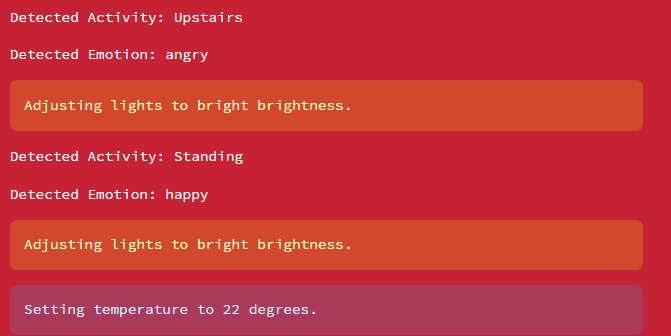 Detected Activity: Upstairs
Detected Emotion: angry
Adjusting lights to bright brightness.
Detected Activity: Standing
Detected Emotion: happy
Adjusting lights to bright brightness.
Setting temperature to 22 degrees.